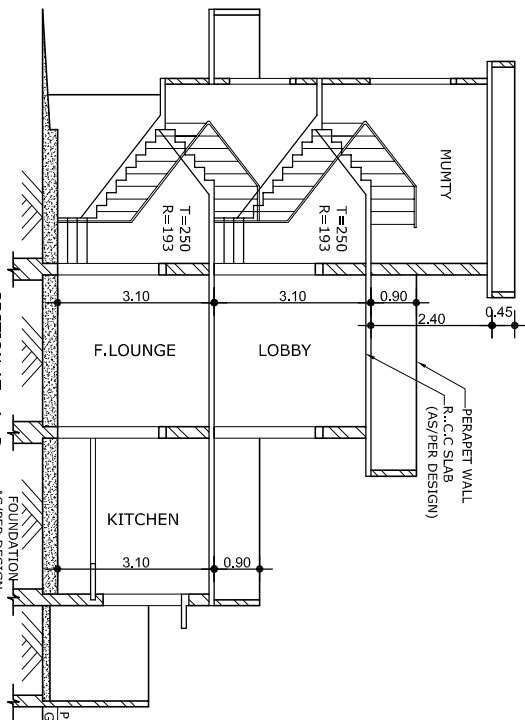 MUMTY
T=250
R=193
T=250
R=193
3.10
3.10
0.90
2.40
0.45
F.LOUNGE
LOBBY
PERAPET WALL
R..C.C SLAB
(AS/PER DESIGN)
KITCHEN
3.10
0.90
FOUNDATION